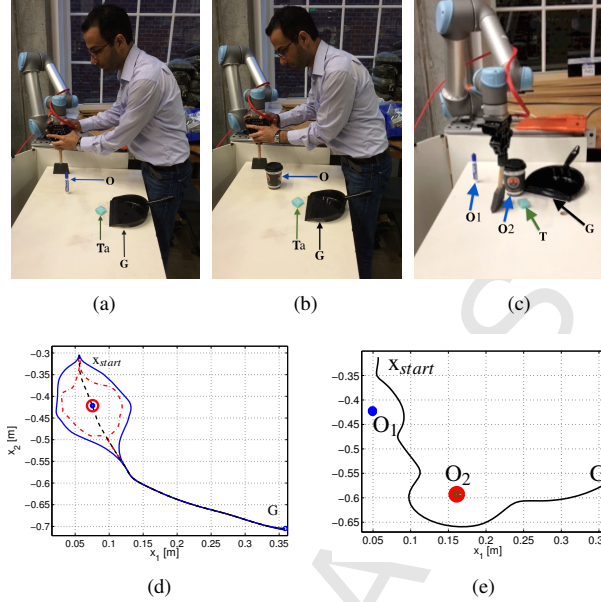 O
Ta
G
(a)
O
Ta
G
(b)
O1
O2
T
G
(c)
x_start
-0.3
-0.35
-0.4
-0.45
-0.5
-0.55
-0.6
-0.65
-0.7
x2 [m]
G
0.05 0.1 0.15 0.2 0.25 0.3 0.35
x1 [m]
(d)
x_start
-0.35
-0.4
-0.45
-0.5
-0.55
-0.6
-0.65
O1
O2
G
0.05 0.1 0.15 0.2 0.25 0.3 0.35
x1 [m]
(e)